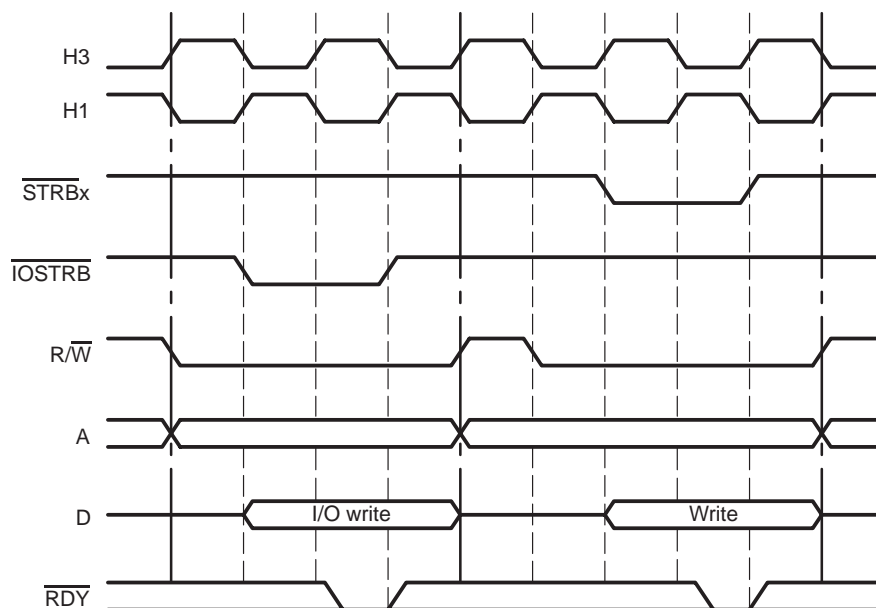 H3
H1
STRBx
IOSTRB
R/W
A
D
I/O write
Write
RDY